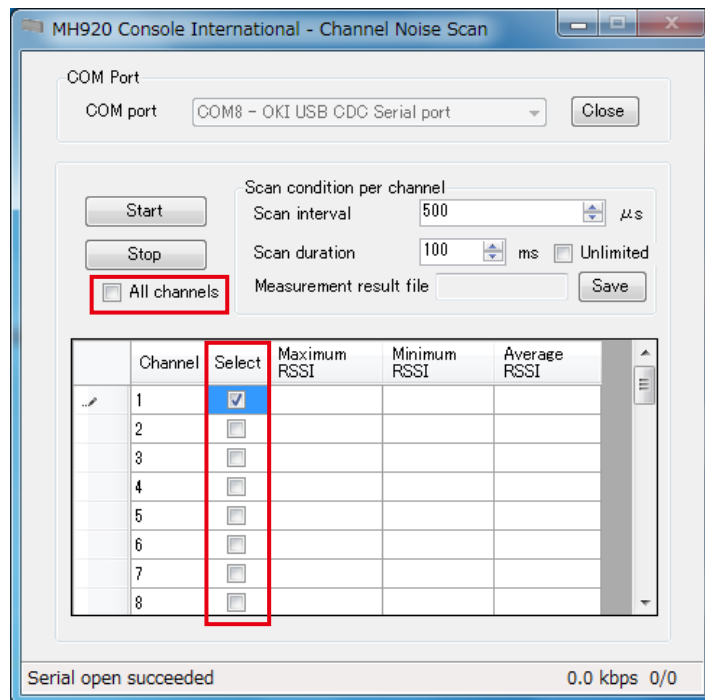 MH920 Console International - Channel Noise Scan
COM Port
COM port COM8 - OKI USB CDC Serial port Close
Scan condition per channel
Start Scan interval 500 μs
Stop Scan duration 100 ms Unlimited
All channels Measurement result file Save
Channel Select Maximum RSSI Minimum RSSI Average RSSI
1
2
3
4
5
6
7
8
Serial open succeeded 0.0 kbps 0/0